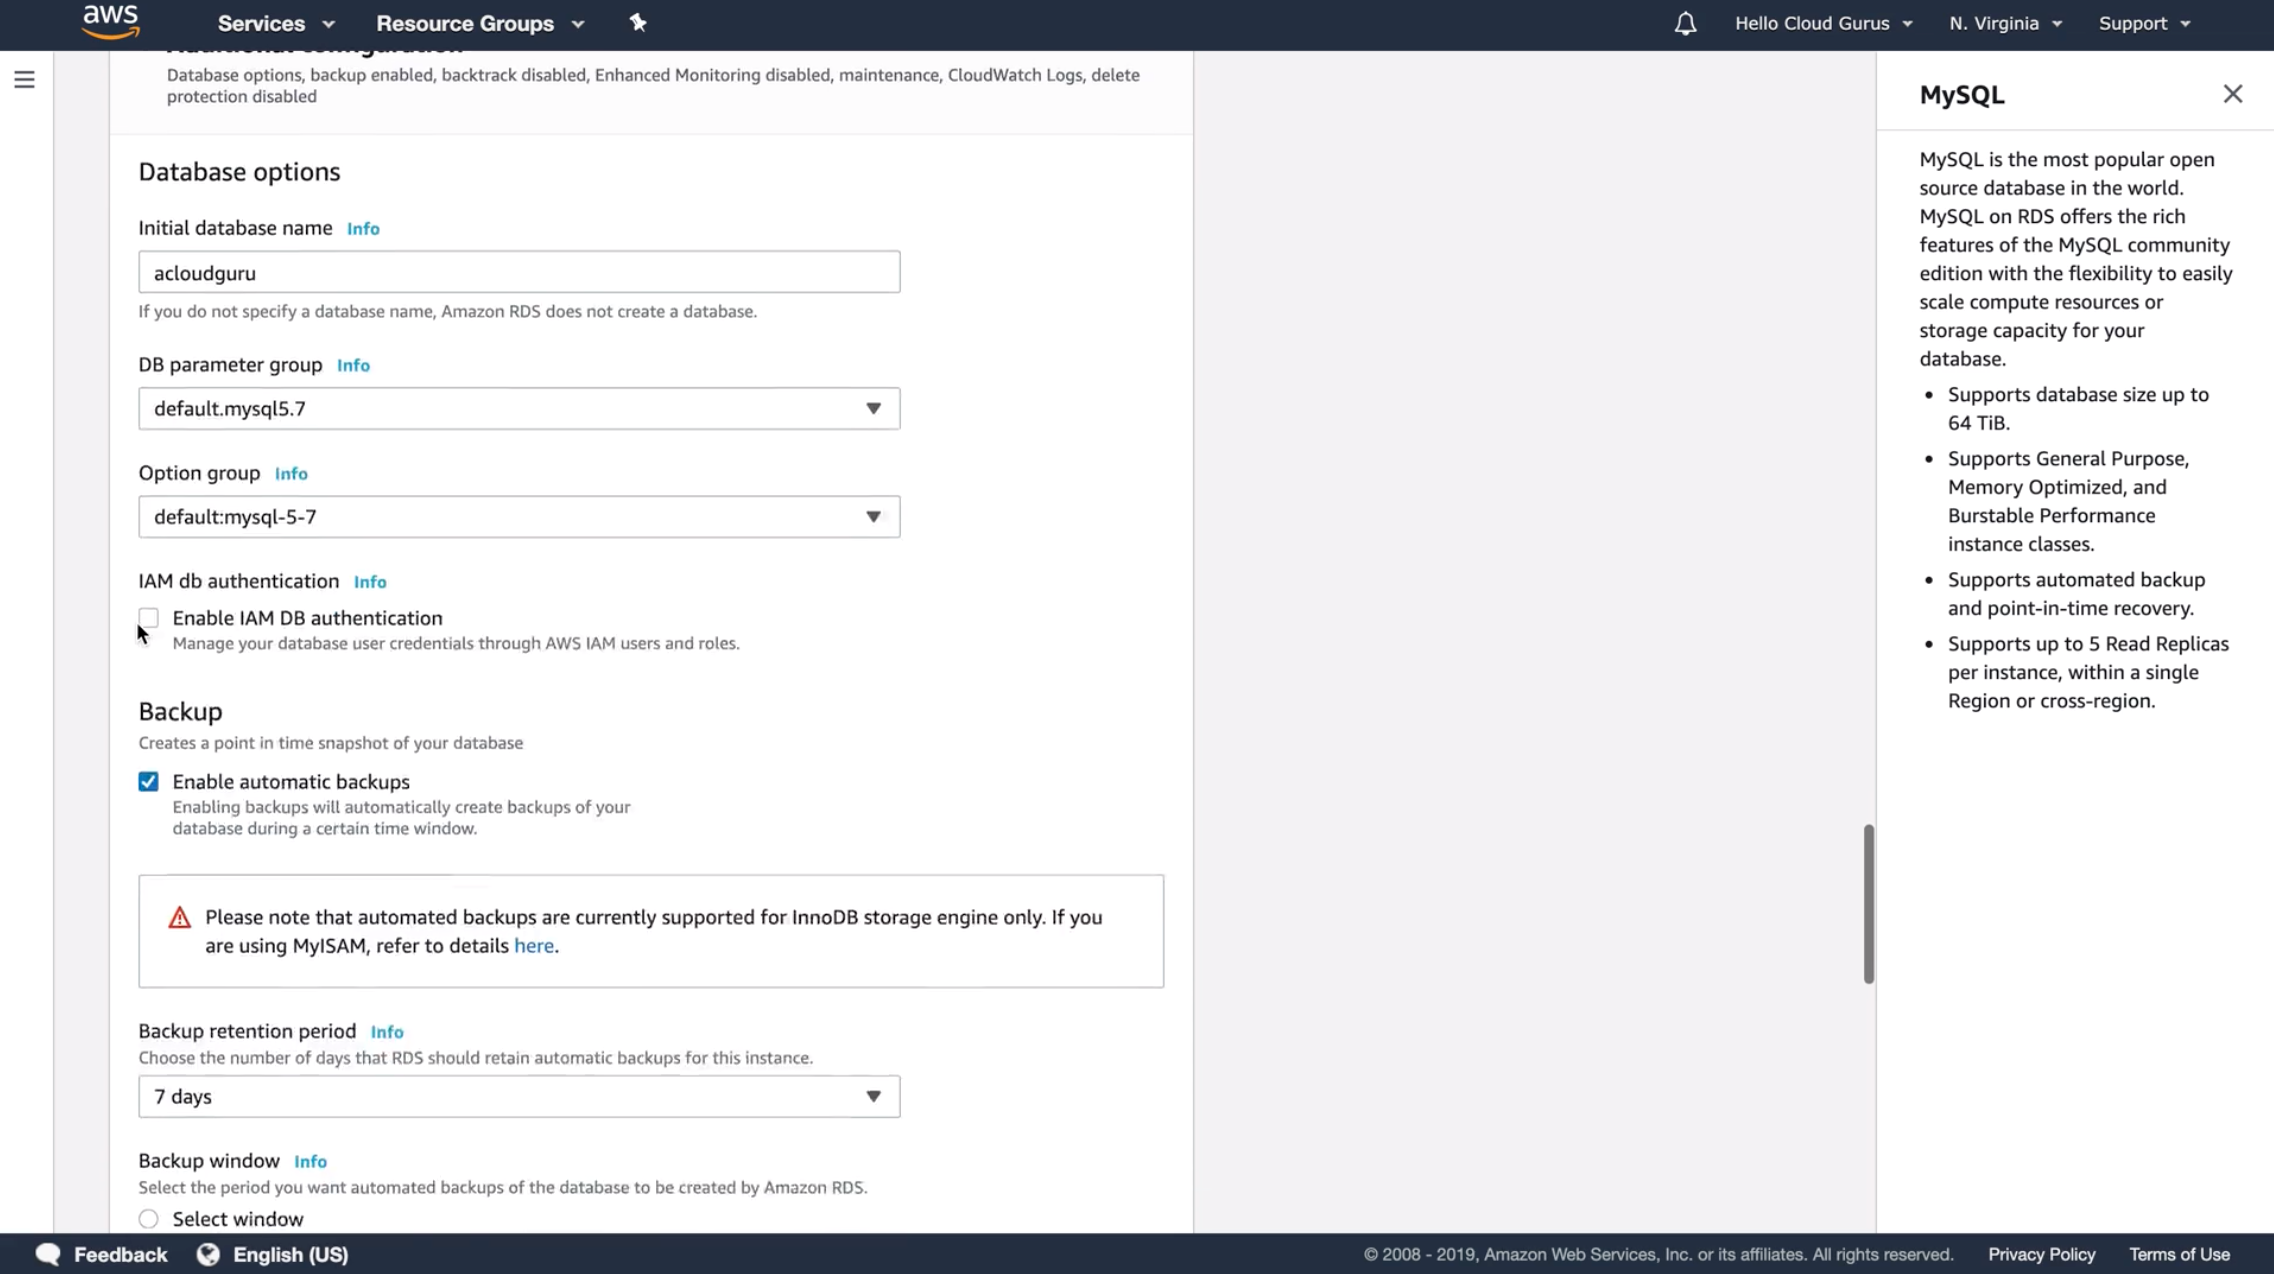 aws
Services
Resource Groups
Hello Cloud Gurus
N. Virginia
Support
Additional configuration
Database options, backup enabled, backtrack disabled, Enhanced Monitoring disabled, maintenance, CloudWatch Logs, delete
protection disabled
Database options
Initial database name Info
acloudguru
If you do not specify a database name, Amazon RDS does not create a database.
DB parameter group Info
default.mysql5.7
Option group Info
default:mysql-5-7
IAM db authentication Info
Enable IAM DB authentication
Manage your database user credentials through AWS IAM users and roles.
Backup
Creates a point in time snapshot of your database
Enable automatic backups
Enabling backups will automatically create backups of your
database during a certain time window.
Please note that automated backups are currently supported for InnoDB storage engine only. If you
are using MyISAM, refer to details here.
Backup retention period Info
Choose the number of days that RDS should retain automatic backups for this instance.
7 days
Backup window Info
Select the period you want automated backups of the database to be created by Amazon RDS.
Select window
MySQL
MySQL is the most popular open
source database in the world.
MySQL on RDS offers the rich
features of the MySQL community
edition with the flexibility to easily
scale compute resources or
storage capacity for your
database.
• Supports database size up to
64 TiB.
• Supports General Purpose,
Memory Optimized, and
Burstable Performance
instance classes.
• Supports automated backup
and point-in-time recovery.
• Supports up to 5 Read Replicas
per instance, within a single
Region or cross-region.
Feedback
English (US)
© 2008 - 2019, Amazon Web Services, Inc. or its affiliates. All rights reserved.
Privacy Policy
Terms of Use